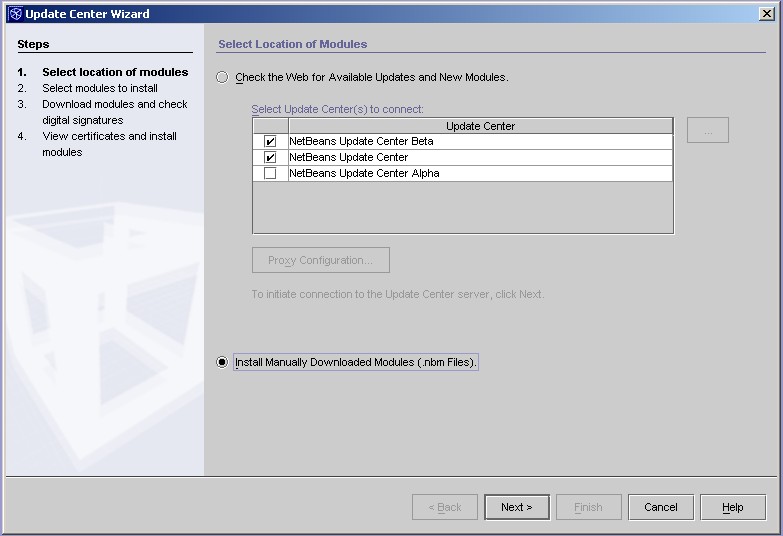 Update Center Wizard
Steps
1. Select location of modules
2. Select modules to install
3. Download modules and check
digital signatures
4. View certificates and install
modules
Select Location of Modules
Check the Web for Available Updates and New Modules.
Select Update Center(s) to connect:
Update Center
...
NetBeans Update Center Beta
NetBeans Update Center
NetBeans Update Center Alpha
Proxy Configuration...
To initiate connection to the Update Center server, click Next.
Install Manually Downloaded Modules (.nbm Files).
< Back
Next >
Finish
Cancel
Help